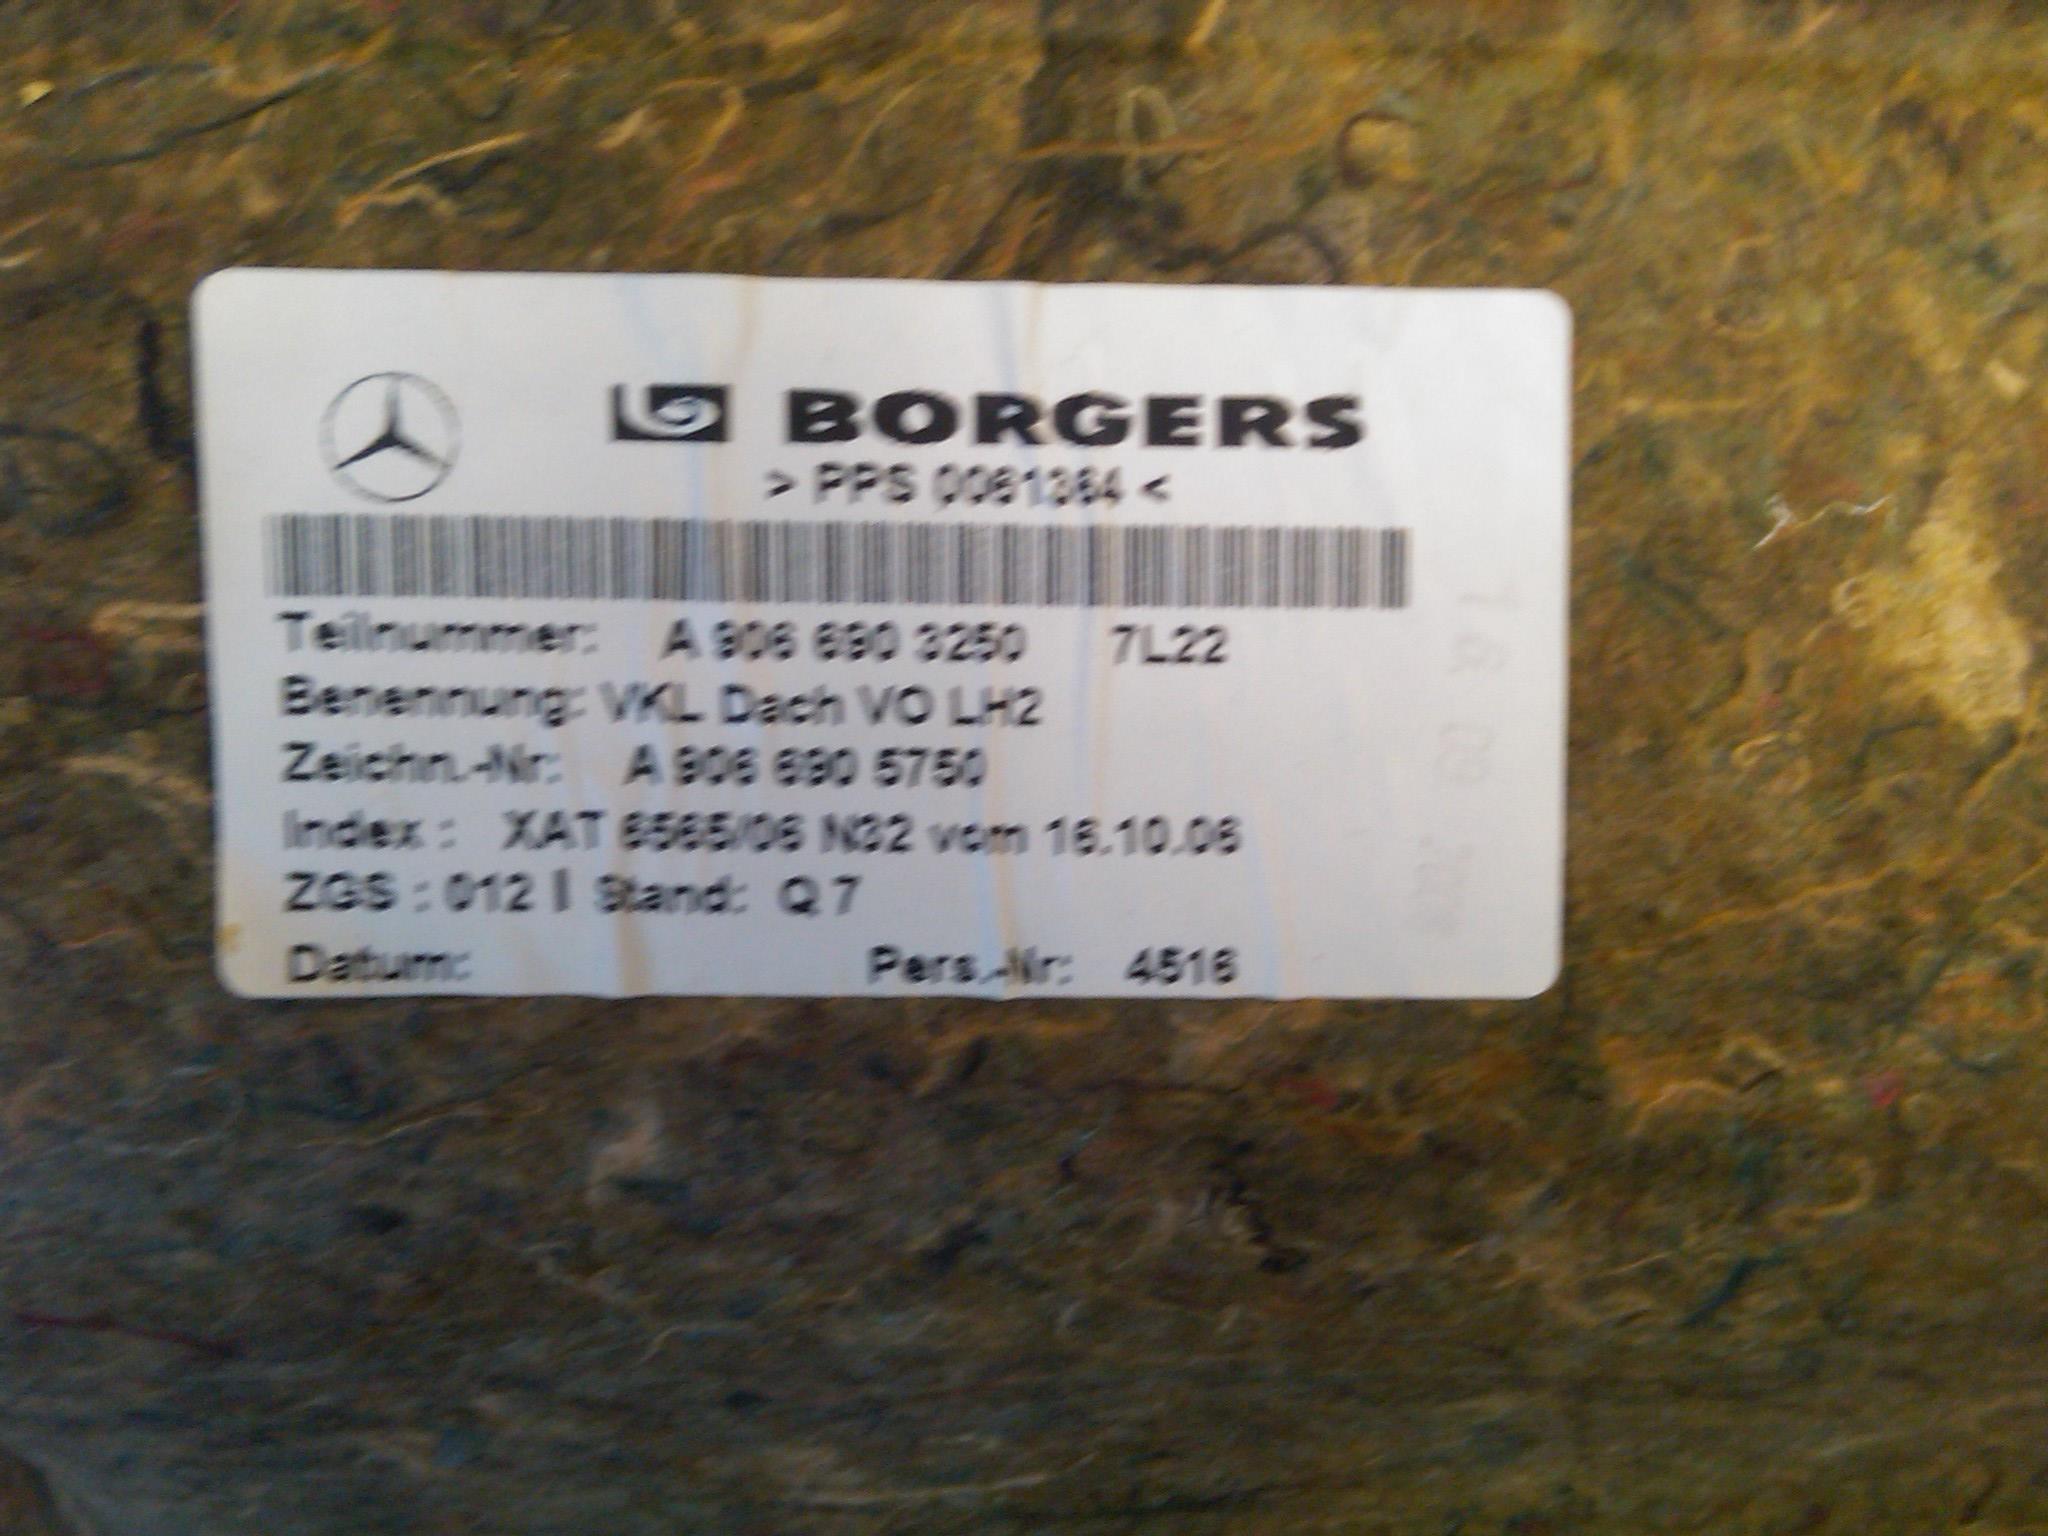 BORGERS
> PPS 0061364 <
Teilnummer: A 906 690 3250 7L22
Benennung: VKL Dach VO LH2
Zeichn.-Nr: A 906 690 5750
Index : XAT 6565/06 N32 vom 16.10.06
ZGS : 012 | Stand: Q 7
Datum: Pers.-Nr: 4516